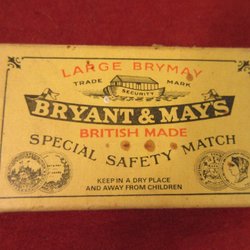 LARGE BRYMAY
TRADE MARK
SECURITY
BRYANT & MAY'S
BRITISH MADE
SPECIAL SAFETY MATCH
KEEP IN A DRY PLACE
AND AWAY FROM CHILDREN